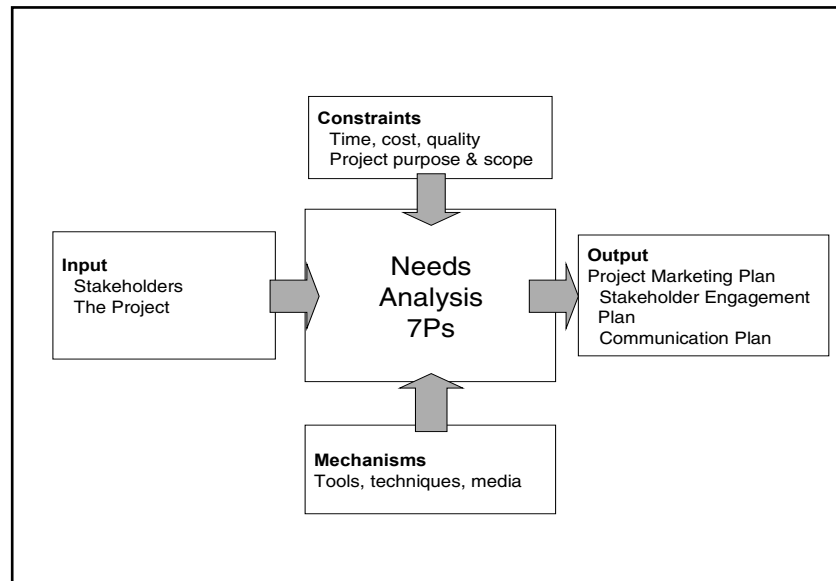 Constraints
Time, cost, quality
Project purpose & scope
Input
Stakeholders
The Project
Needs
Analysis
7Ps
Output
Project Marketing Plan
Stakeholder Engagement
Plan
Communication Plan
Mechanisms
Tools, techniques, media